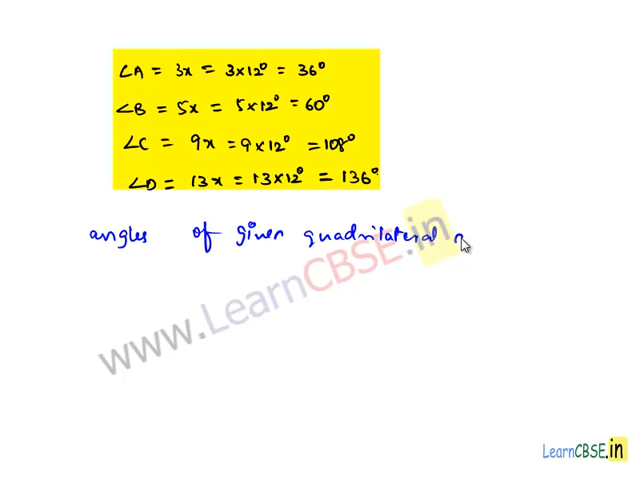 ∠A = 3x = 3×12° = 36°
∠B = 5x = 5×12° = 60°
∠C = 9x = 9×12° = 108°
∠D = 13x = 13×12° = 136°
angles of given quadrilateral
www.LearnCBSE.in
LearnCBSE.in